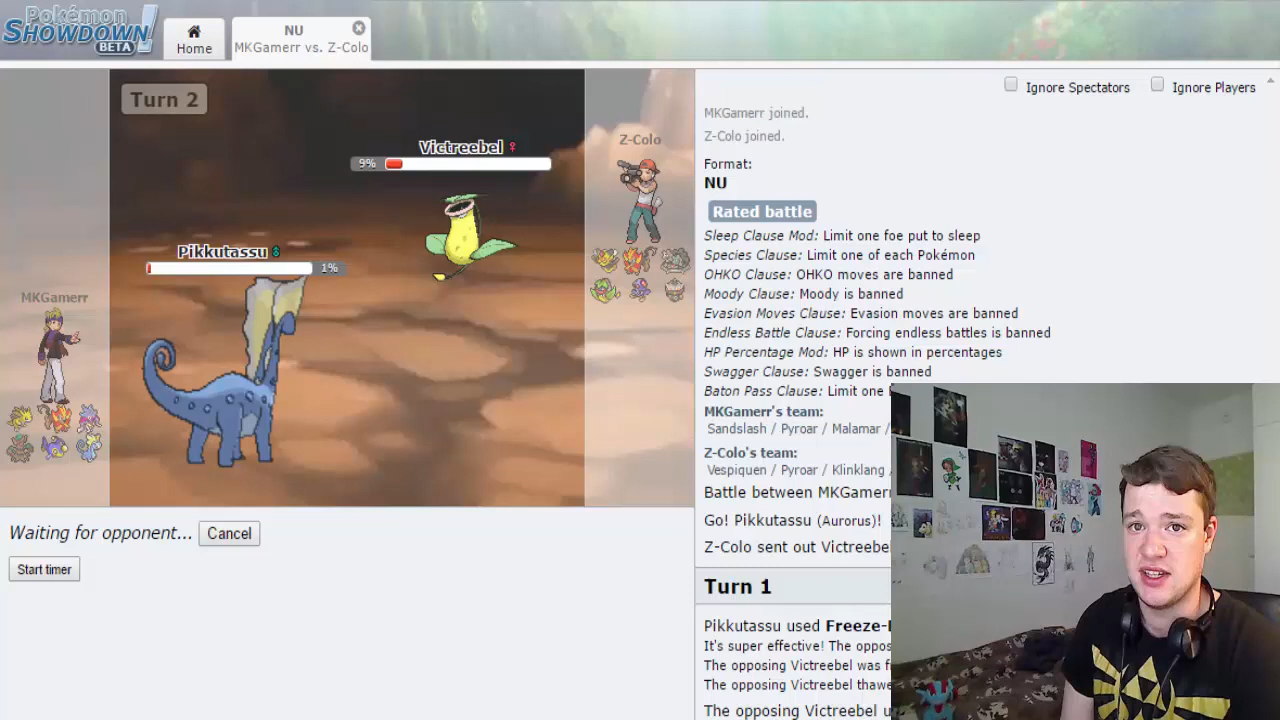 Pokémon
SHOWDOWN!
BETA
Home
NU
MKGamerr vs. Z-Colo
Turn 2
Victreebel
9%
Pikkutassu
1%
MKGamerr
Z-Colo
Waiting for opponent...
Cancel
Start timer
Ignore Spectators
Ignore Players
MKGamerr joined.
Z-Colo joined.
Format:
NU
Rated battle
Sleep Clause Mod: Limit one foe put to sleep
Species Clause: Limit one of each Pokémon
OHKO Clause: OHKO moves are banned
Moody Clause: Moody is banned
Evasion Moves Clause: Evasion moves are banned
Endless Battle Clause: Forcing endless battles is banned
HP Percentage Mod: HP is shown in percentages
Swagger Clause: Swagger is banned
Baton Pass Clause: Limit one
MKGamerr's team:
Sandslash / Pyroar / Malamar /
Z-Colo's team:
Vespiquen / Pyroar / Klinklang
Battle between MKGamerr
Go! Pikkutassu (Aurorus)!
Z-Colo sent out Victreebe
Turn 1
Pikkutassu used Freeze-
It's super effective! The oppos
The opposing Victreebel was f
The opposing Victreebel thawe
The opposing Victreebel u